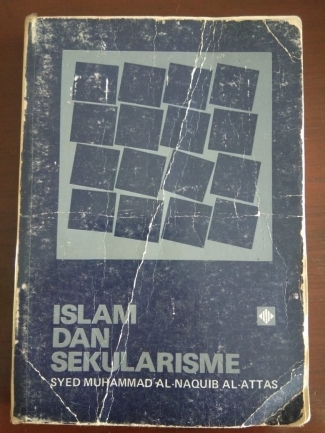 ISLAM
DAN
SEKULARISME
SYED MUHAMMAD AL-NAQUIB AL-ATTAS